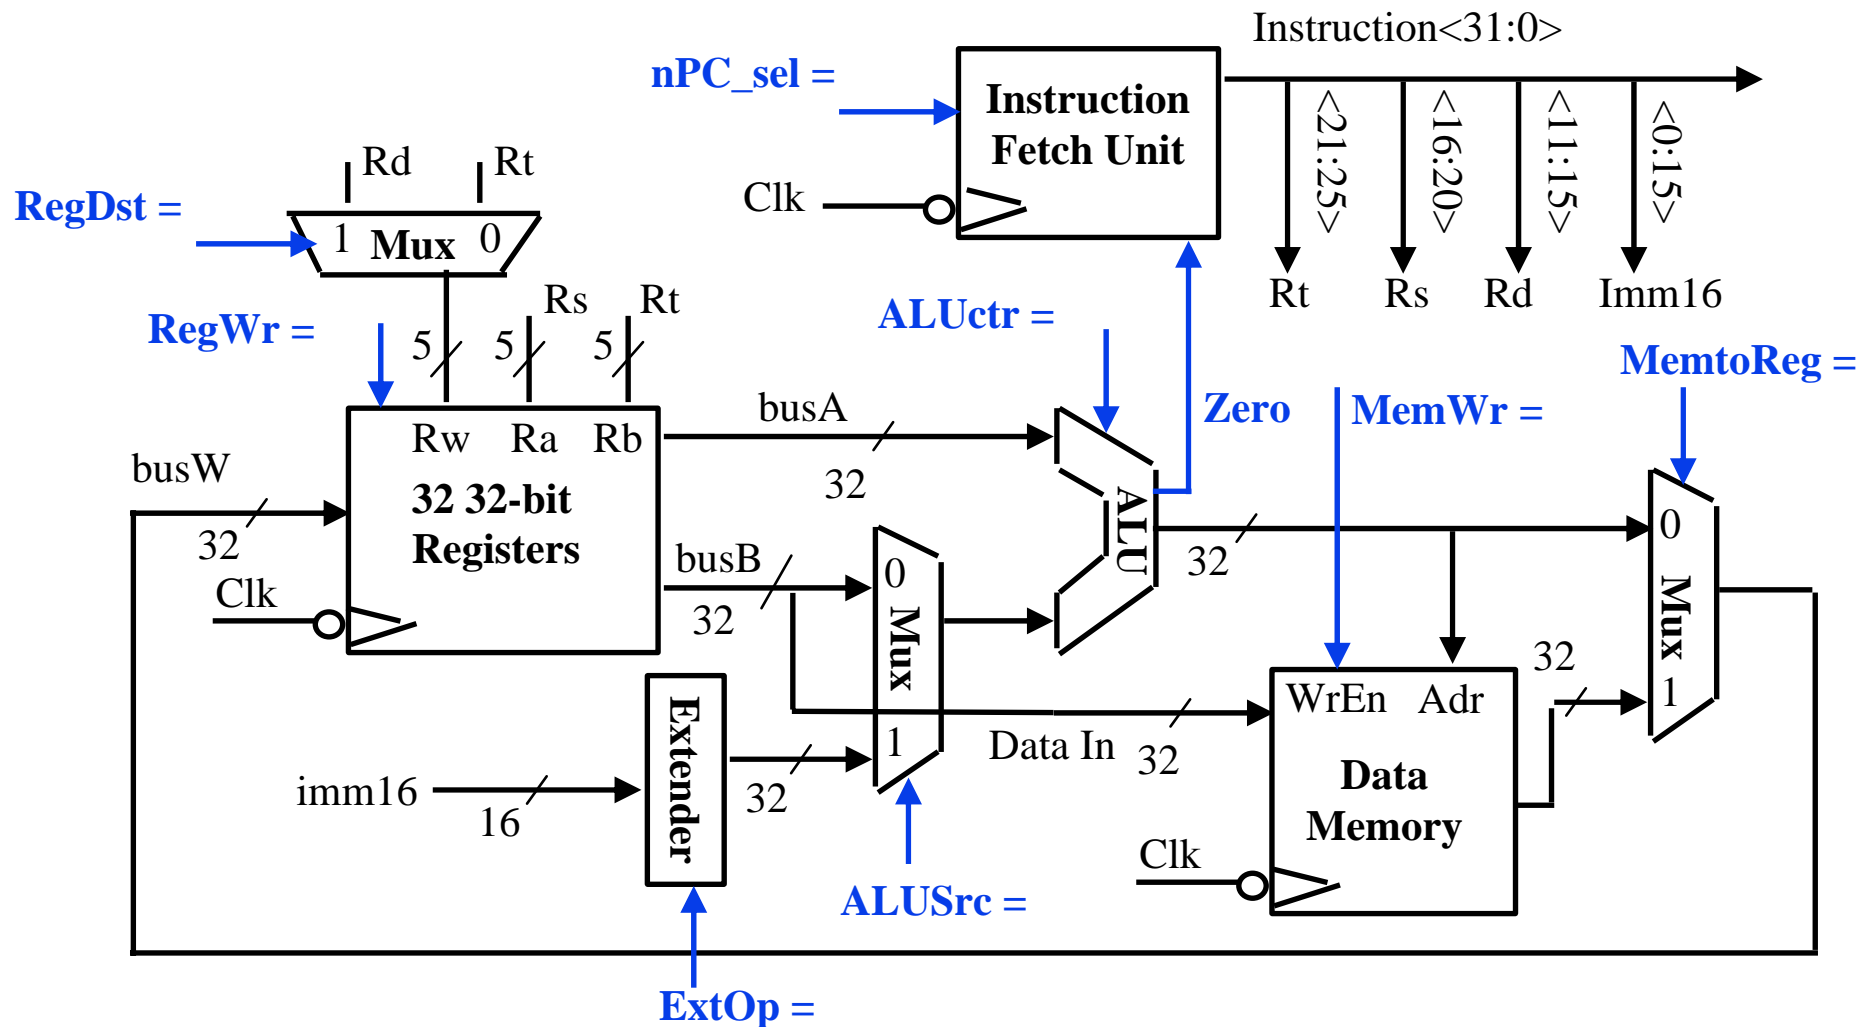 Instruction<31:0>
nPC_sel =
Instruction
Fetch Unit
<21:25>
<16:20>
<11:15>
<0:15>
Rd
Rt
Clk
RegDst =
1
Mux
0
Rt
Rs
Rd
Imm16
Rs
Rt
ALUctr =
RegWr =
5
5
5
MemtoReg =
busA
Zero
MemWr =
Rw
Ra
Rb
busW
32
32 32-bit
Registers
ALU
0
32
busB
32
0
Mux
1
32
Clk
32
Mux
1
32
WrEn
Adr
Extender
Data In
32
imm16
16
32
Data
Memory
Clk
ALUSrc =
ExtOp =